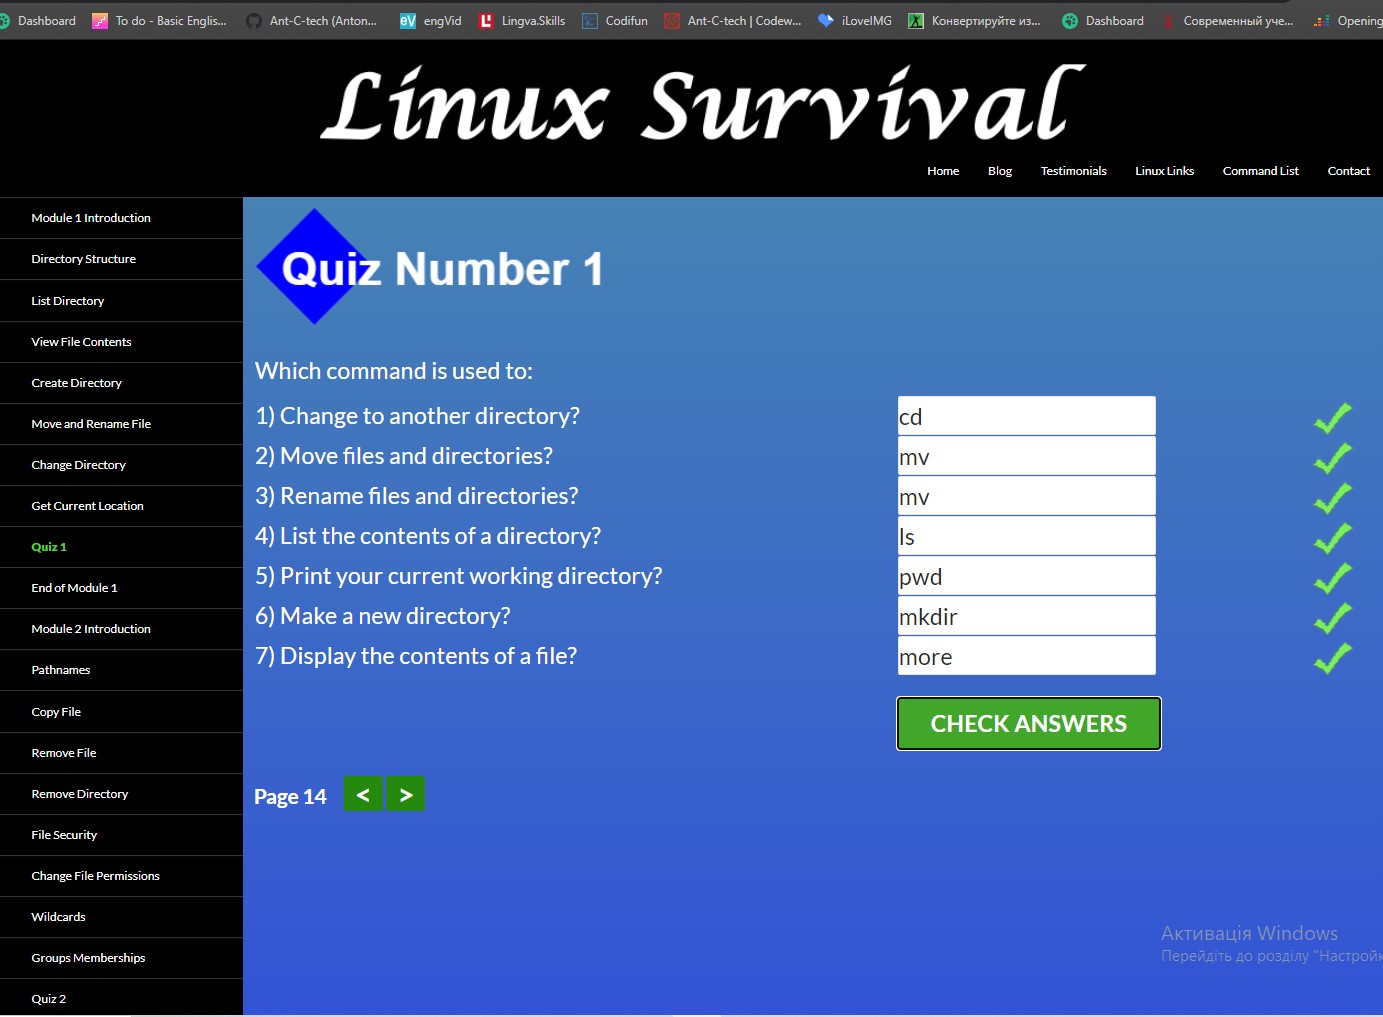 Dashboard
To do - Basic Englis...
Ant-C-tech (Anton...
eV engVid
Lingva.Skills
Codifun
Ant-C-tech | Codew...
iLoveIMG
Конвертируйте из...
Dashboard
Современный уче...
Opening
Linux Survival
Home
Blog
Testimonials
Linux Links
Command List
Contact
Module 1 Introduction
Directory Structure
List Directory
View File Contents
Create Directory
Move and Rename File
Change Directory
Get Current Location
Quiz 1
End of Module 1
Module 2 Introduction
Pathnames
Copy File
Remove File
Remove Directory
File Security
Change File Permissions
Wildcards
Groups Memberships
Quiz 2
Quiz Number 1
Which command is used to:
1) Change to another directory? cd
2) Move files and directories? mv
3) Rename files and directories? mv
4) List the contents of a directory? ls
5) Print your current working directory? pwd
6) Make a new directory? mkdir
7) Display the contents of a file? more
CHECK ANSWERS
Page 14 < >
Активація Windows
Перейдіть до розділу "Настройк